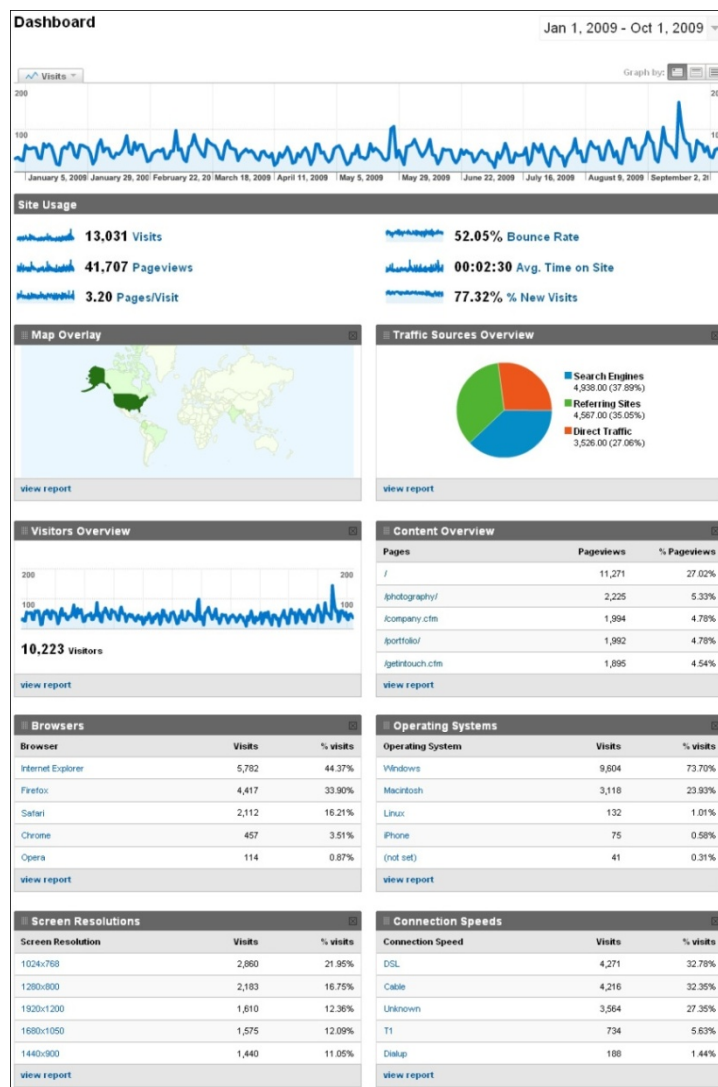 Dashboard
Jan 1, 2009 - Oct 1, 2009
Visits
Graph by:
200
20
100
10
January 5, 2009 January 29, 200 February 22, 20 March 18, 2009 April 11, 2009 May 5, 2009 May 29, 2009 June 22, 2009 July 16, 2009 August 9, 2009 September 2, 2
Site Usage
13,031 Visits
52.05% Bounce Rate
41,707 Pageviews
00:02:30 Avg. Time on Site
3.20 Pages/Visit
77.32% % New Visits
Map Overlay
view report
Traffic Sources Overview
Search Engines
4,938.00 (37.89%)
Referring Sites
4,567.00 (35.05%)
Direct Traffic
3,526.00 (27.06%)
view report
Visitors Overview
200 200
100 100
10,223 Visitors
view report
Content Overview
Pages Pageviews % Pageviews
/ 11,271 27.02%
/photography/ 2,225 5.33%
/company.cfm 1,994 4.78%
/portfolio/ 1,992 4.78%
/getintouch.cfm 1,895 4.54%
view report
Browsers
Browser Visits % visits
Internet Explorer 5,782 44.37%
Firefox 4,417 33.90%
Safari 2,112 16.21%
Chrome 457 3.51%
Opera 114 0.87%
view report
Operating Systems
Operating System Visits % visits
Windows 9,604 73.70%
Macintosh 3,118 23.93%
Linux 132 1.01%
iPhone 75 0.58%
(not set) 41 0.31%
view report
Screen Resolutions
Screen Resolution Visits % visits
1024x768 2,860 21.95%
1280x800 2,183 16.75%
1920x1200 1,610 12.36%
1680x1050 1,575 12.09%
1440x900 1,440 11.05%
view report
Connection Speeds
Connection Speed Visits % visits
DSL 4,271 32.78%
Cable 4,216 32.35%
Unknown 3,564 27.35%
T1 734 5.63%
Dialup 188 1.44%
view report